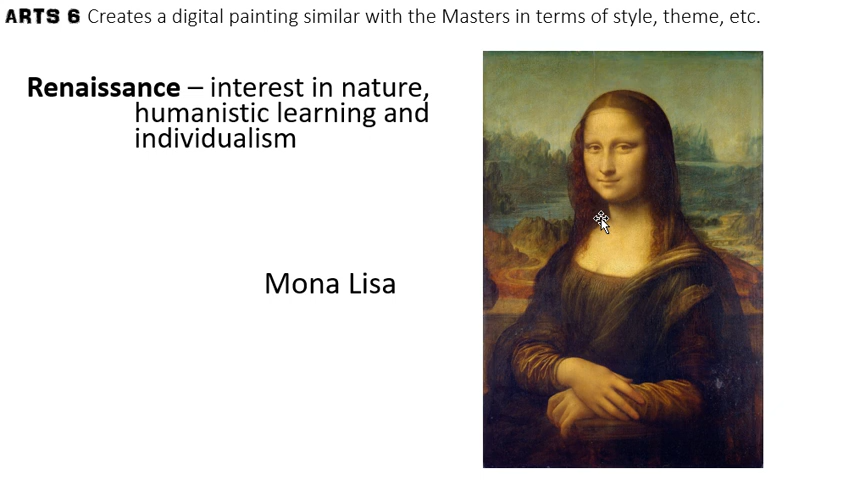 ARTS 6 Creates a digital painting similar with the Masters in terms of style, theme, etc.
Renaissance – interest in nature,
humanistic learning and
individualism
Mona Lisa